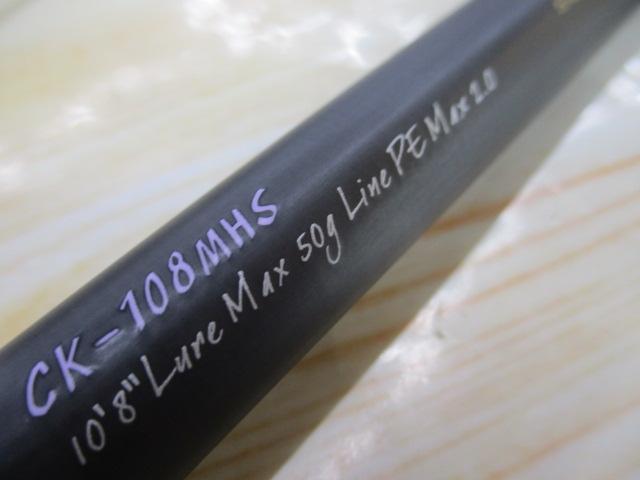 CK-108MHS
10'8" Lure Max 50g Line PE Max 2.0